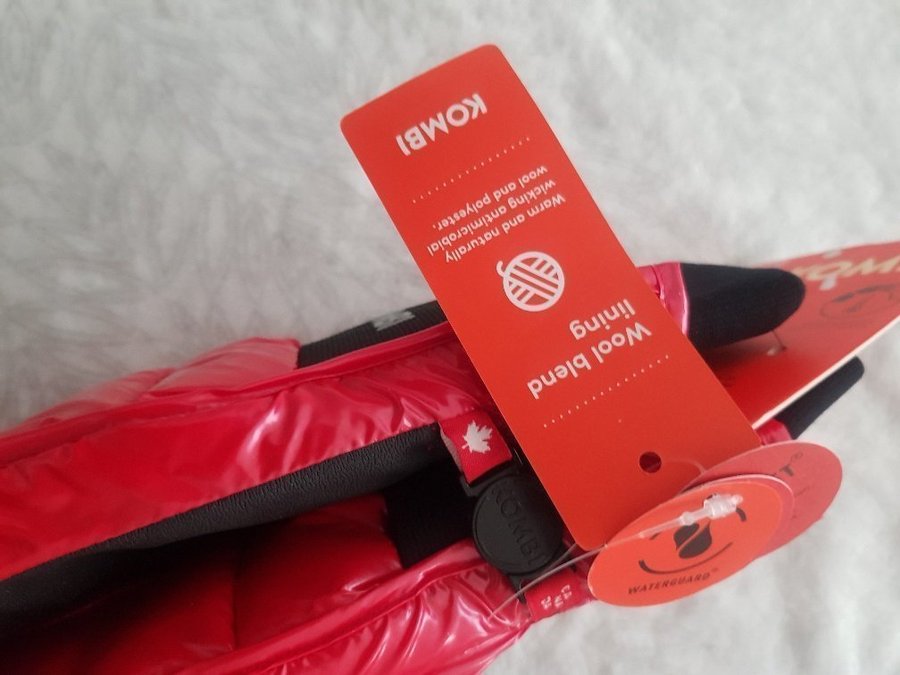 Wool blend
lining
Warm and naturally
wicking antimicrobial
wool and polyester.
KOMBI
KOMBI
WATERGUARD